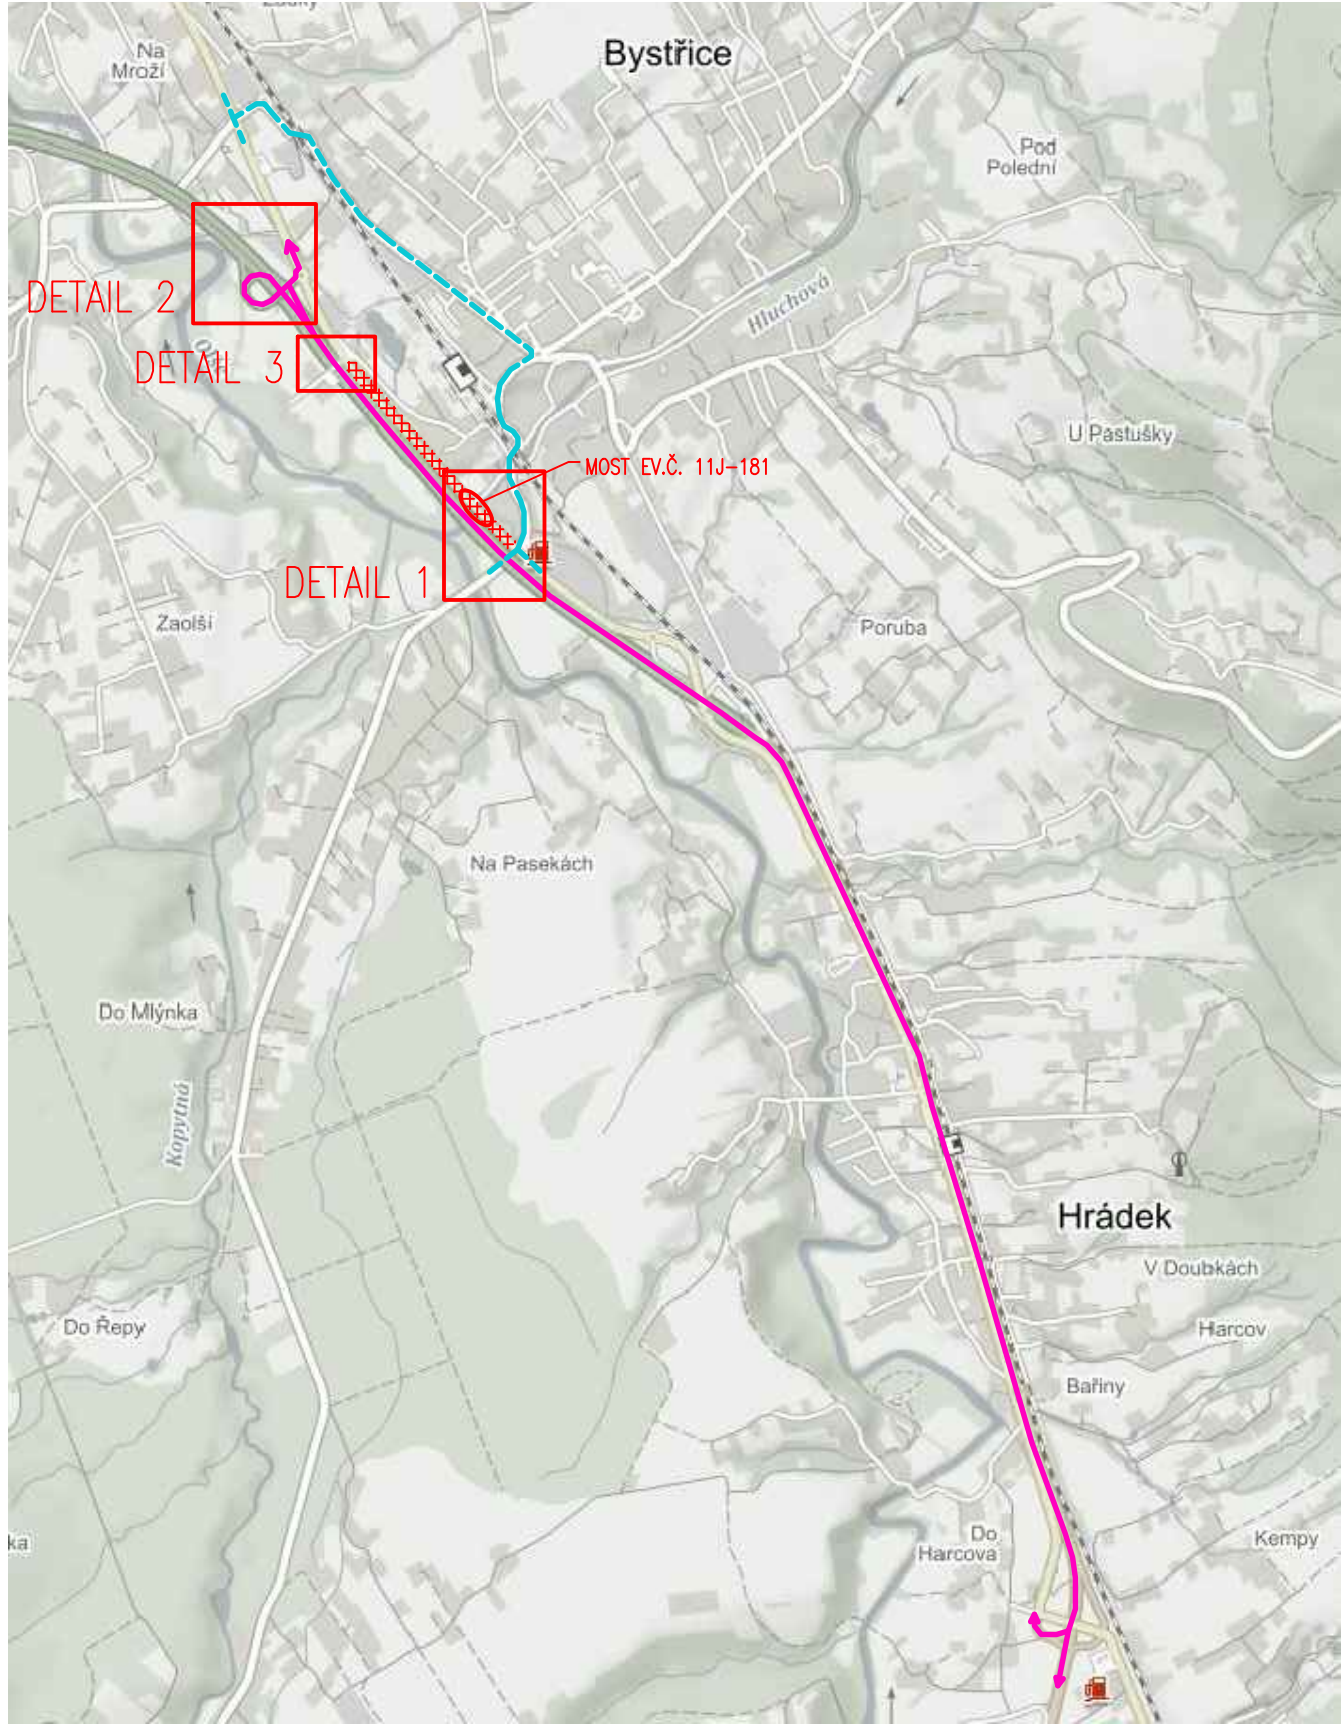 Bystřice
Na
Mroží
Pod
Polední
Hluchová
DETAIL 2
DETAIL 3
U Pastušky
MOST EV.Č. 11J-181
DETAIL 1
Zaolší
Poruba
Na Pasekách
Do Mlýnka
Kopytná
Hrádek
V Doubkách
Do Řepy
Harcov
Bařiny
Do
Harcova
Kempy
ka